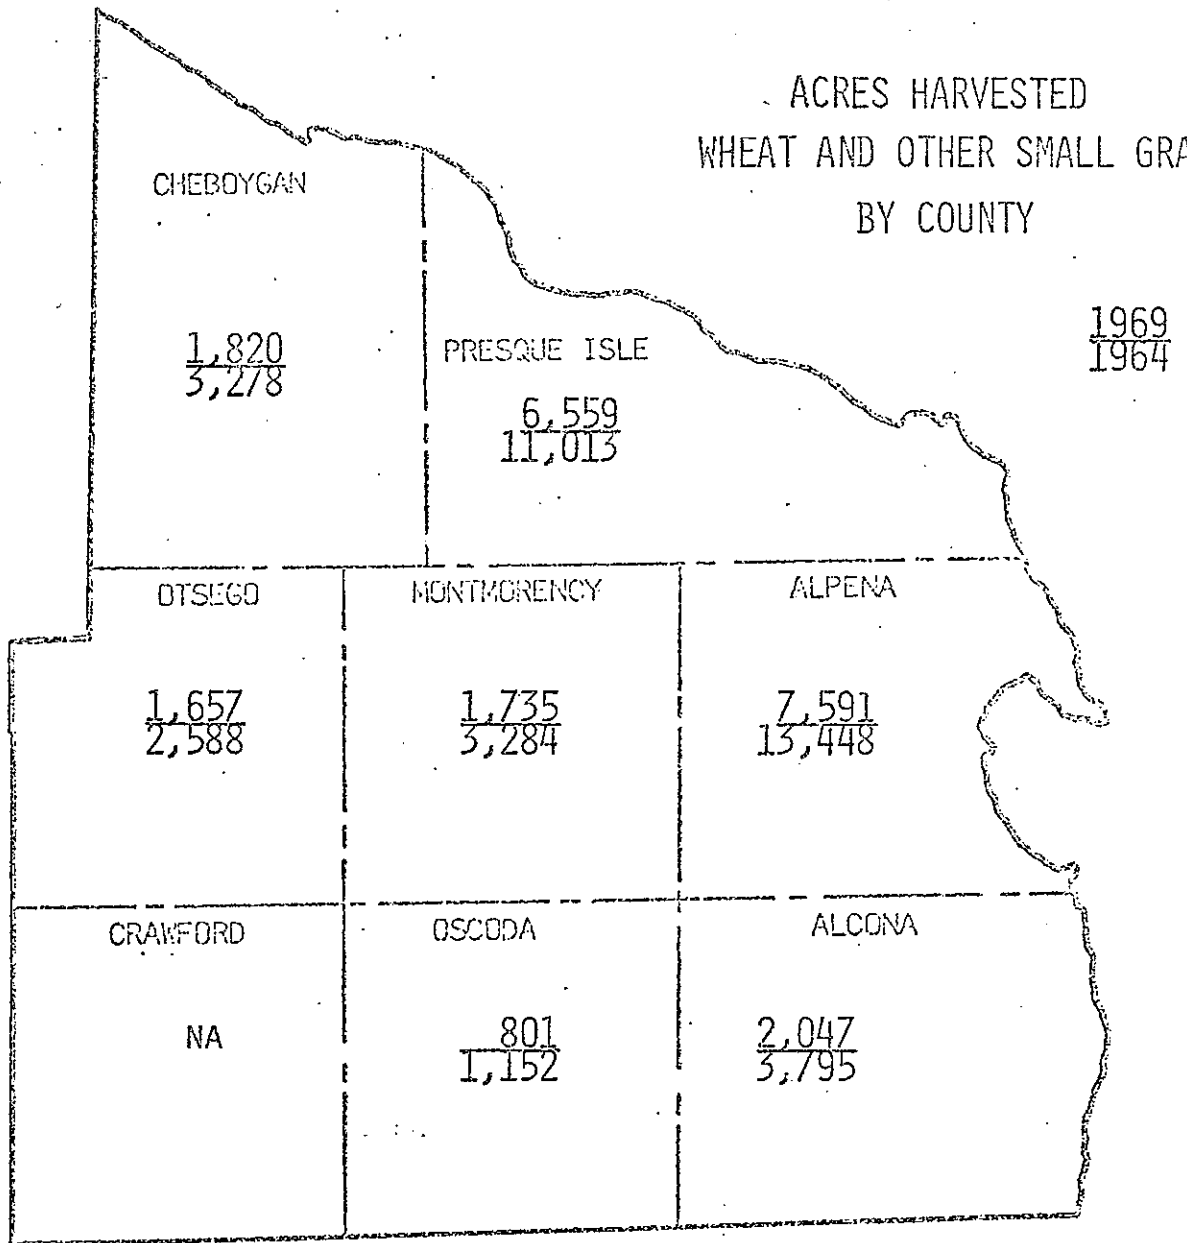 ACRES HARVESTED
WHEAT AND OTHER SMALL GRA
BY COUNTY
1969
1964
CHEBOYGAN
1,820
3,278
PRESQUE ISLE
6,559
11,013
OTSEGO
1,657
2,588
MONTMORENCY
1,735
3,284
ALPENA
7,591
13,448
CRAWFORD
NA
OSCODA
801
1,152
ALCONA
2,047
3,795